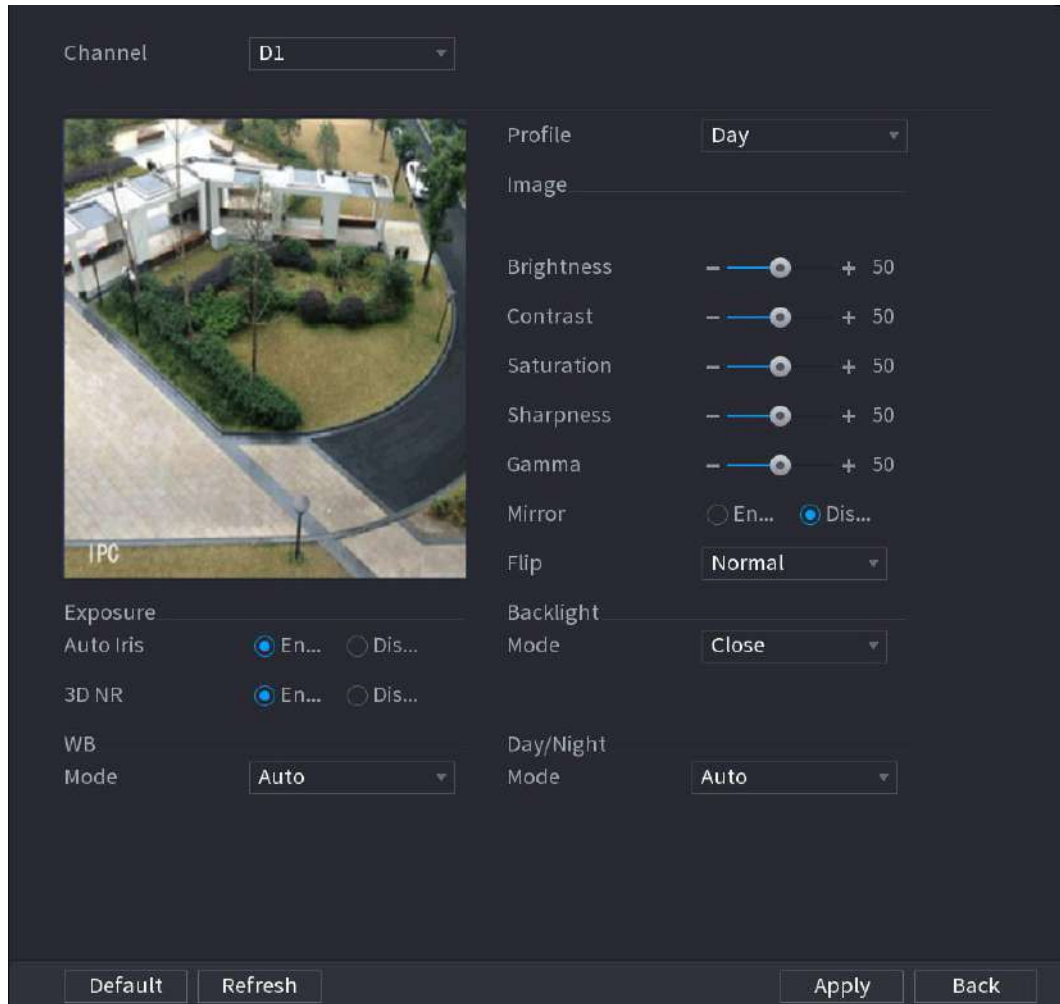 Channel D1
Profile Day
Image
Brightness - + 50
Contrast - + 50
Saturation - + 50
Sharpness - + 50
Gamma - + 50
Mirror En... Dis...
IPC
Flip Normal
Exposure Backlight
Auto Iris En... Dis... Mode Close
3D NR En... Dis...
WB Day/Night
Mode Auto Mode Auto
Default Refresh Apply Back